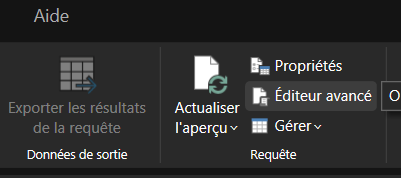 Aide
Exporter les résultats
de la requête
Données de sortie
Actualiser
l'aperçu
Propriétés
Éditeur avancé
Gérer
Requête
O